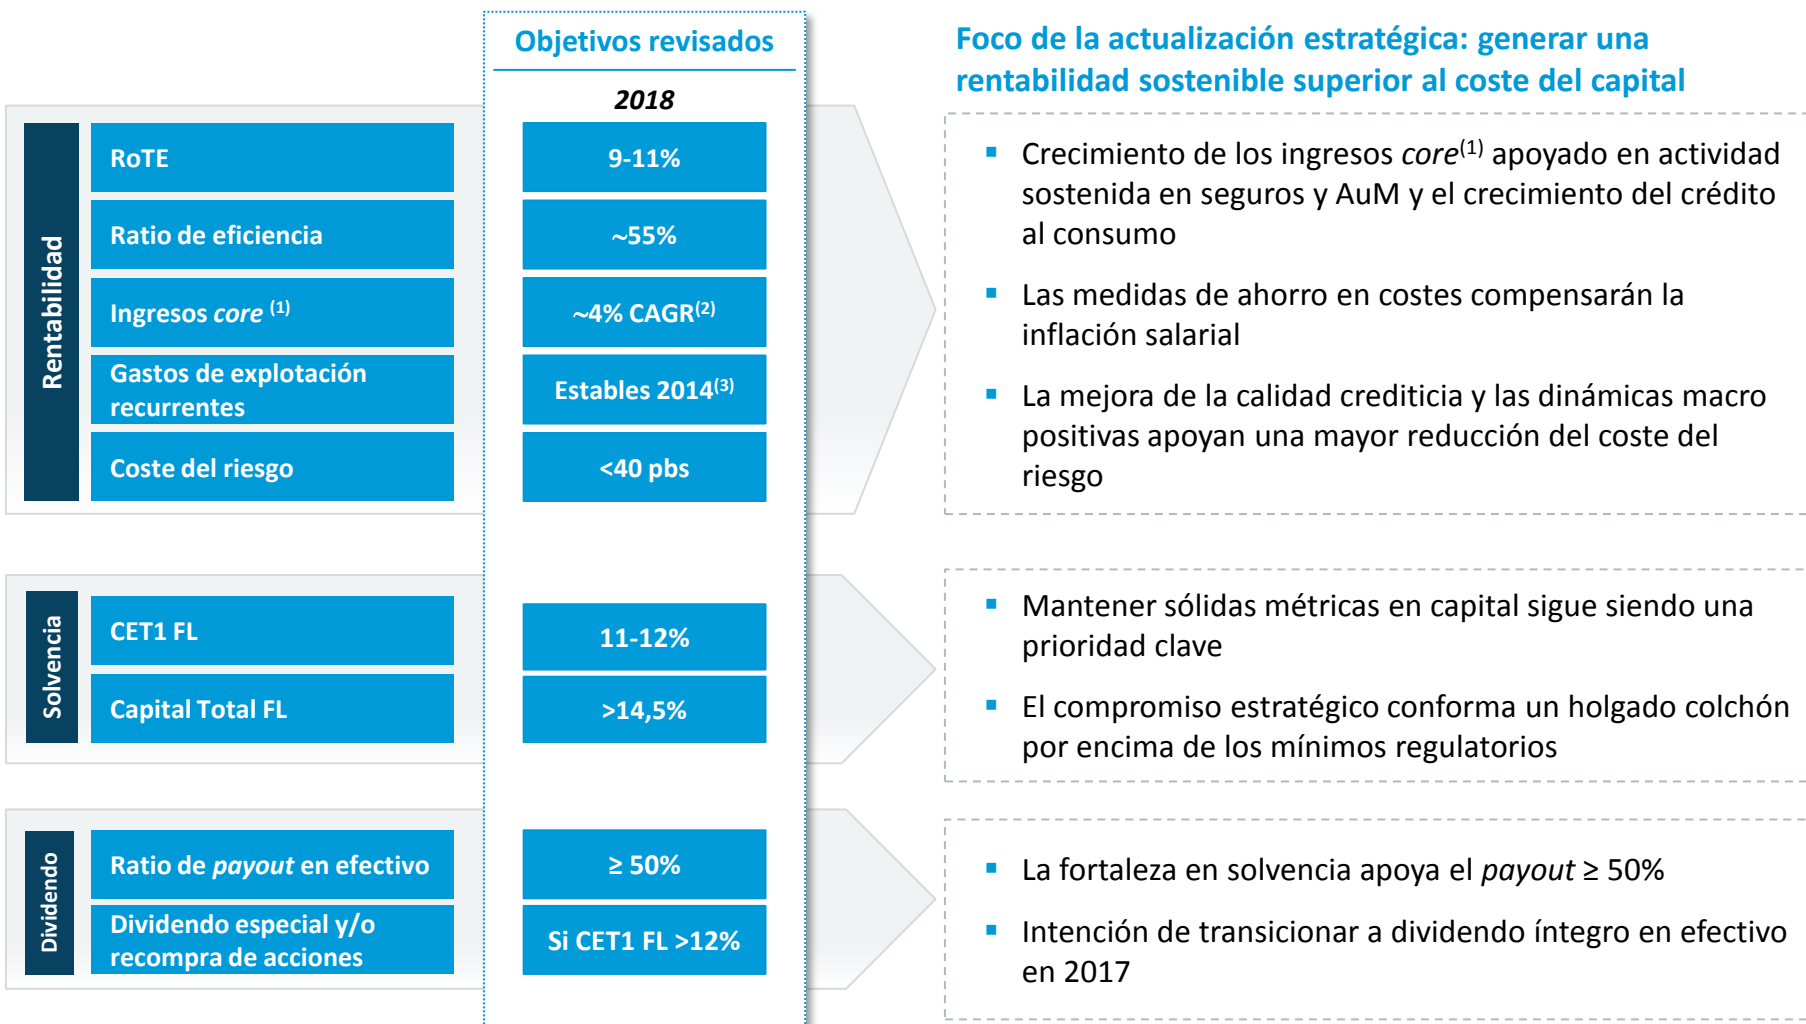 Objetivos revisados
2018
Foco de la actualización estratégica: generar una
rentabilidad sostenible superior al coste del capital
Rentabilidad
RoTE
9-11%
Ratio de eficiencia
~55%
Ingresos core (1)
~4% CAGR(2)
Gastos de explotación
recurrentes
Estables 2014(3)
Coste del riesgo
<40 pbs
▪ Crecimiento de los ingresos core(1) apoyado en actividad
sostenida en seguros y AuM y el crecimiento del crédito
al consumo
▪ Las medidas de ahorro en costes compensarán la
inflación salarial
▪ La mejora de la calidad crediticia y las dinámicas macro
positivas apoyan una mayor reducción del coste del
riesgo
Solvencia
CET1 FL
11-12%
Capital Total FL
>14,5%
▪ Mantener sólidas métricas en capital sigue siendo una
prioridad clave
▪ El compromiso estratégico conforma un holgado colchón
por encima de los mínimos regulatorios
Dividendo
Ratio de payout en efectivo
≥ 50%
Dividendo especial y/o
recompra de acciones
Si CET1 FL >12%
▪ La fortaleza en solvencia apoya el payout ≥ 50%
▪ Intención de transicionar a dividendo íntegro en efectivo
en 2017